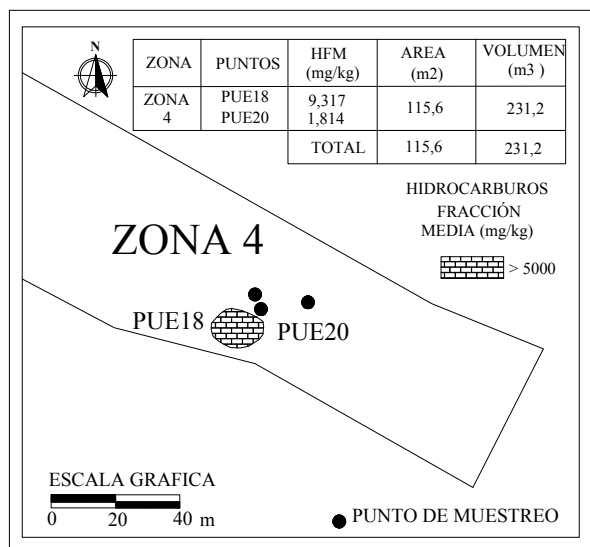 N
ZONA PUNTOS HFM (mg/kg) AREA (m2) VOLUMEN (m3 )
ZONA 4 PUE18 9,317 115,6 231,2
PUE20 1,814
TOTAL 115,6 231,2
HIDROCARBUROS
FRACCIÓN
MEDIA (mg/kg)
> 5000
ZONA 4
PUE18
PUE20
ESCALA GRAFICA
0 20 40 m
PUNTO DE MUESTREO